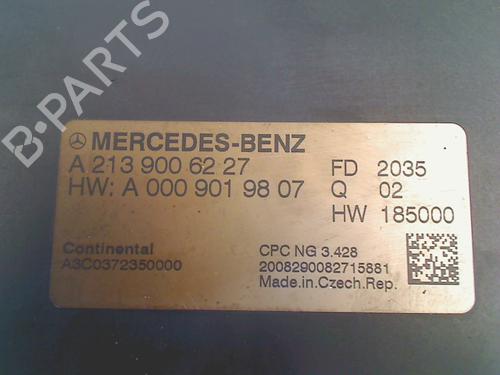 MERCEDES-BENZ
A 213 900 62 27 FD 2035
HW: A 000 901 98 07 Q 02
HW 185000
Continental CPC NG 3.428
A3C0372350000 2008290082715881
Made.in.Czech.Rep.
B-Parts